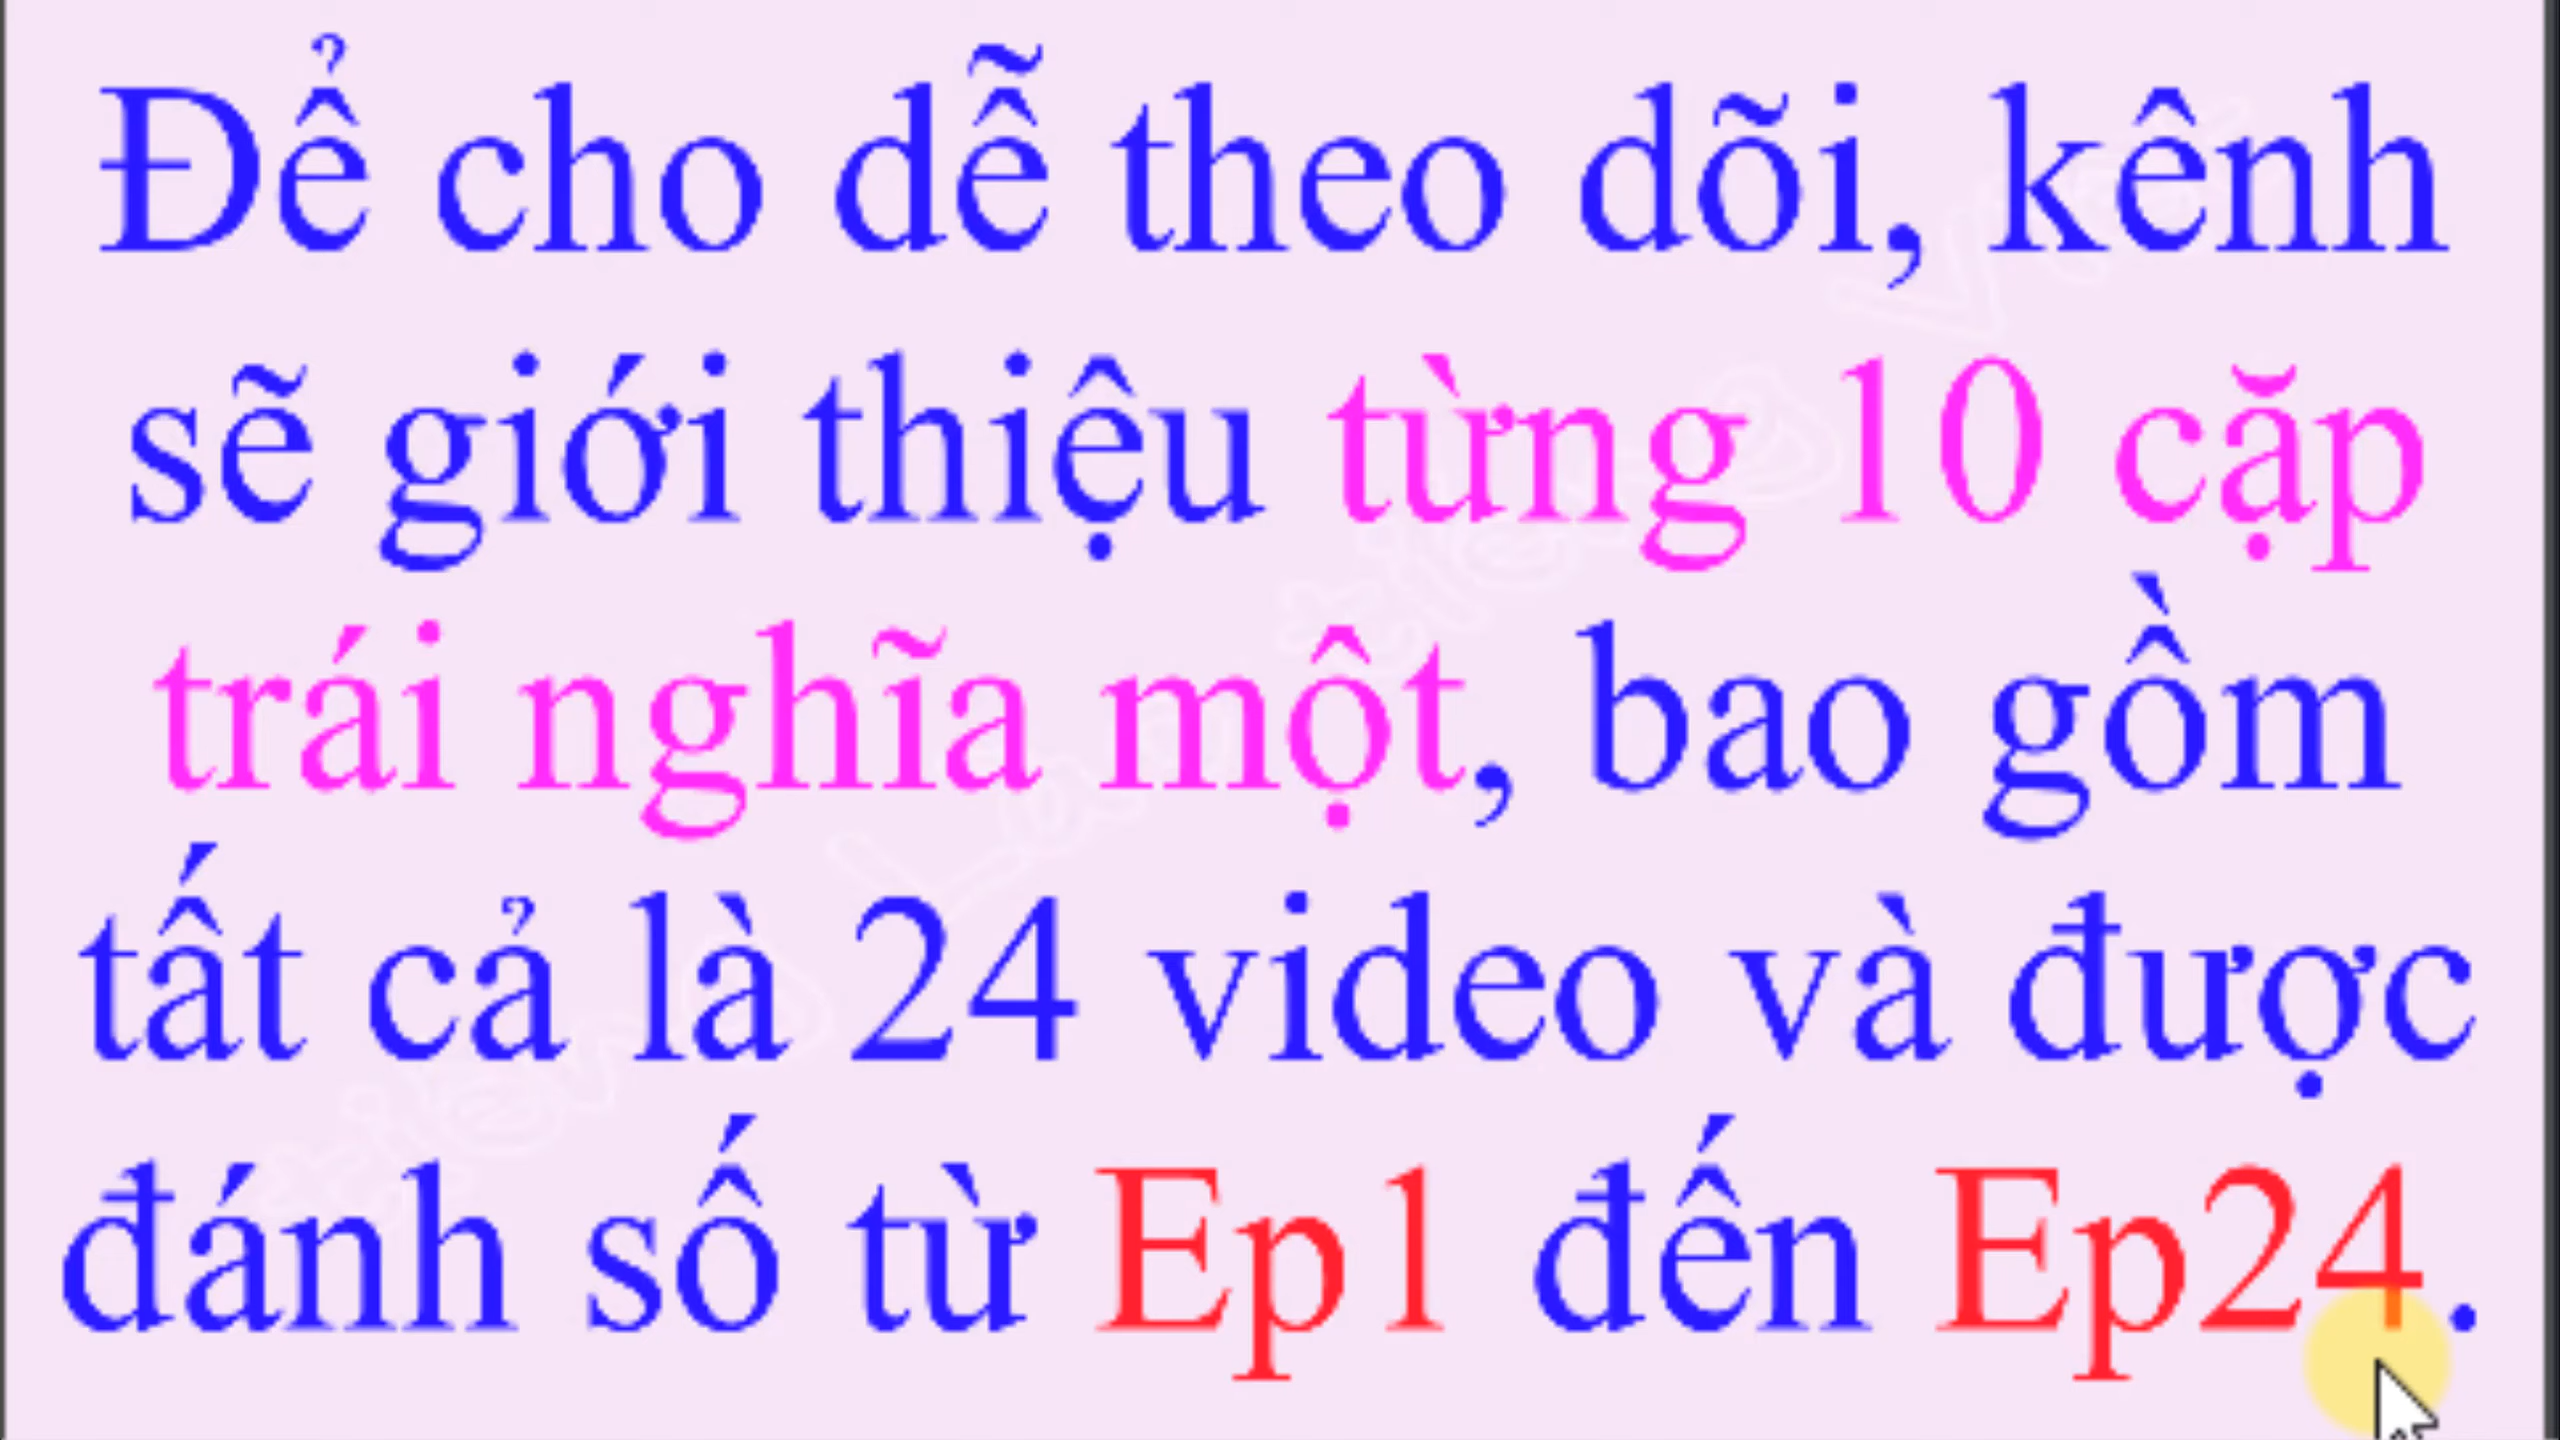 Để cho dễ theo dõi, kênh
sẽ giới thiệu từng 10 cặp
trái nghĩa một, bao gồm
tất cả là 24 video và được
đánh số từ Ep1 đến Ep24.